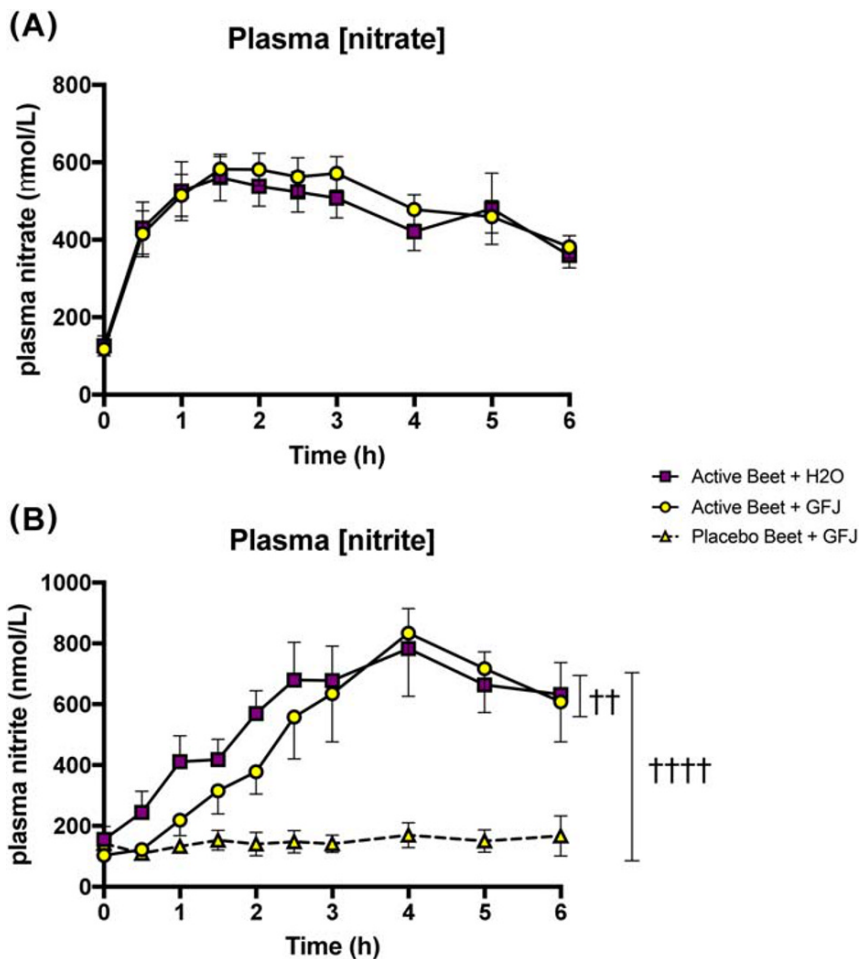 (A)
Plasma [nitrate]
plasma nitrate (nmol/L)
800
600
400
200
0
0 1 2 3 4 5 6
Time (h)
Active Beet + H2O
Active Beet + GFJ
Placebo Beet + GFJ
(B)
Plasma [nitrite]
plasma nitrite (nmol/L)
1000
800
600
400
200
0
0 1 2 3 4 5 6
Time (h)
††
††††